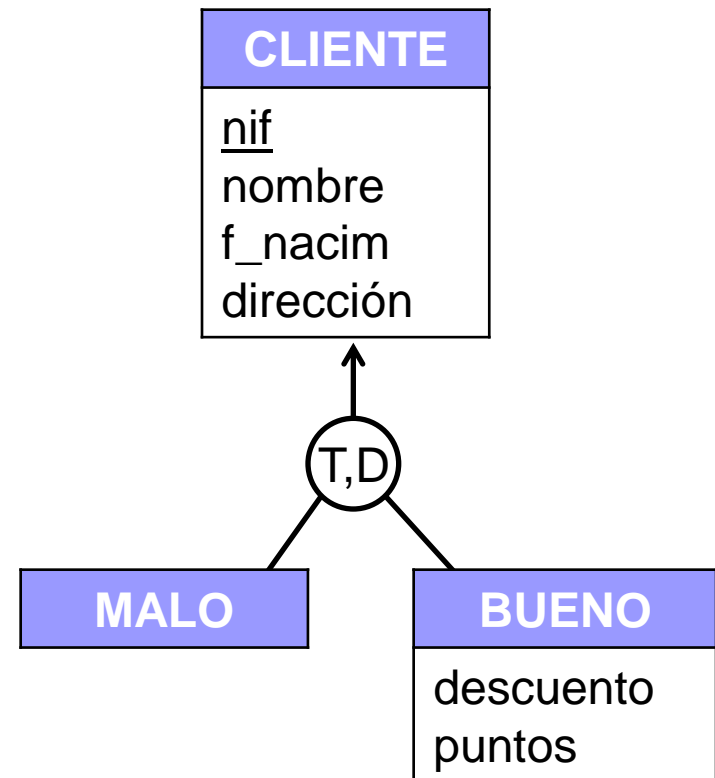 CLIENTE
nif
nombre
f_nacim
dirección
T,D
MALO
BUENO
descuento
puntos